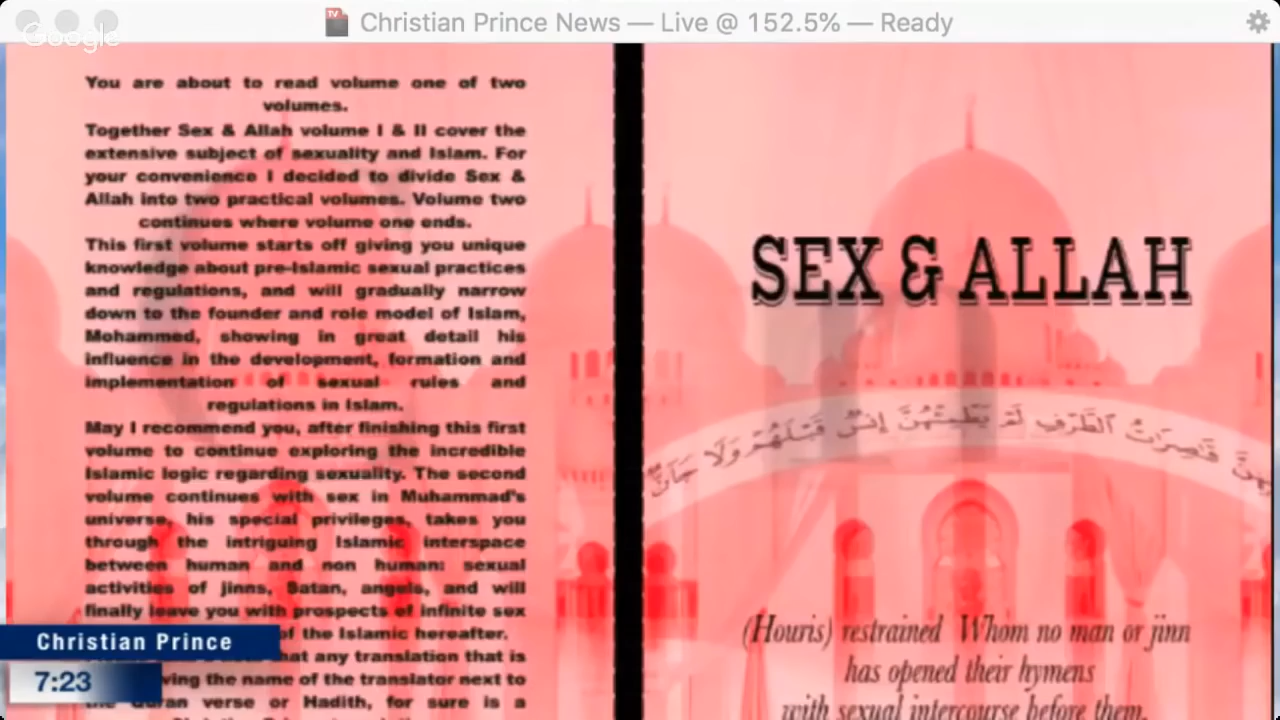 Christian Prince News — Live @ 152.5% — Ready
Google
You are about to read volume one of two
volumes.
Together Sex & Allah volume I & II cover the
extensive subject of sexuality and Islam. For
your convenience I decided to divide Sex &
Allah into two practical volumes. Volume two
continues where volume one ends.
This first volume starts off giving you unique
knowledge about pre-Islamic sexual practices
and regulations, and will gradually narrow
down to the founder and role model of Islam,
Mohammed, showing in great detail his
influence in the development, formation and
implementation of sexual rules and
regulations in Islam.
May I recommend you, after finishing this first
volume to continue exploring the incredible
Islamic logic regarding sexuality. The second
volume continues with sex in Muhammad's
universe, his special privileges, takes you
through the intriguing Islamic interspace
between human and non human: sexual
activities of jinns, Satan, angels, and will
finally leave you with prospects of infinite sex
of the Islamic hereafter.
hat any translation that is
ving the name of the translator next to
the Quran verse or Hadith, for sure is a
Christian Prince
7:23
SEX & ALLAH
قَٰصِرَٰتُ ٱلطَّرْفِ لَمْ يَطْمِثْهُنَّ إِنسٌ قَبْلَهُمْ وَلَا جَآنٌّ
(Houris) restrained Whom no man or jinn
has opened their hymens
with sexual intercourse before them.